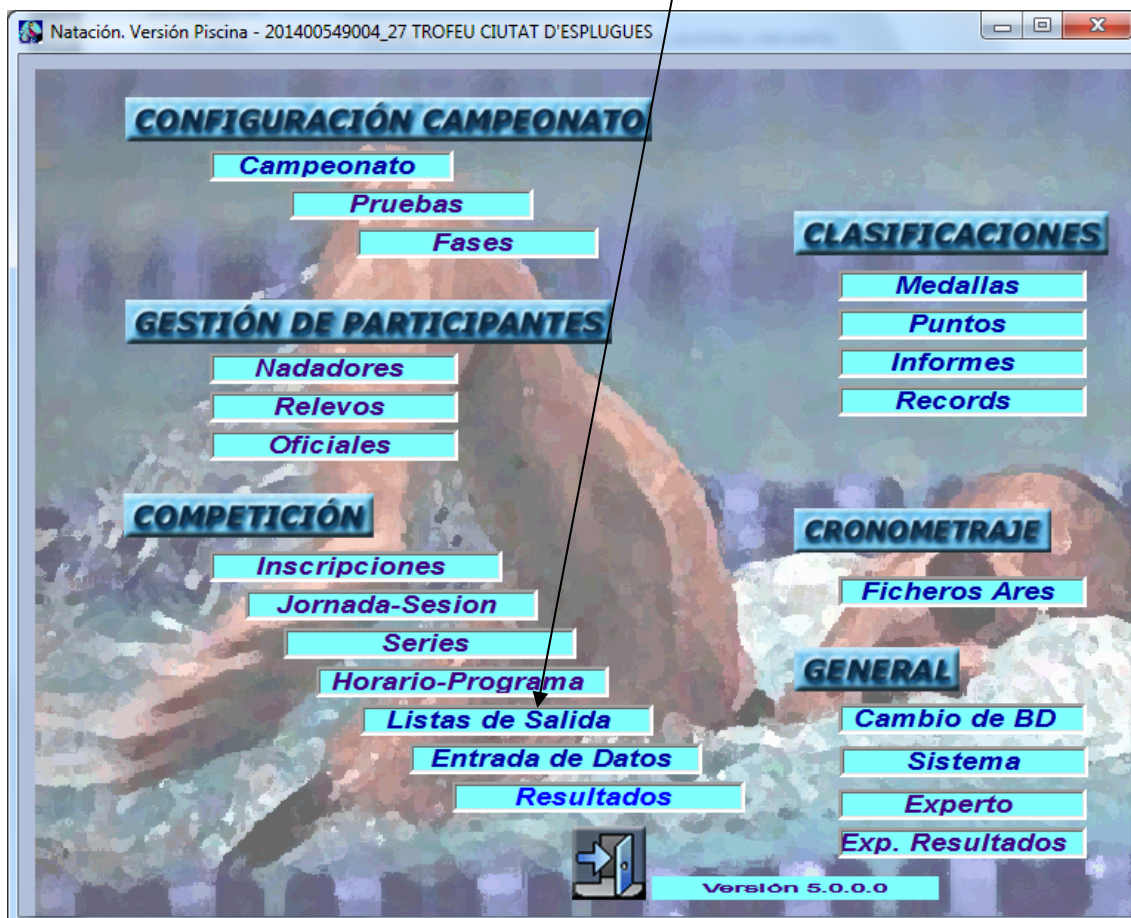 Natación. Versión Piscina - 201400549004_27 TROFEU CIUTAT D'ESPLUGUES
CONFIGURACIÓN CAMPEONATO
Campeonato
Pruebas
Fases
GESTIÓN DE PARTICIPANTES
Nadadores
Relevos
Oficiales
COMPETICIÓN
Inscripciones
Jornada-Sesion
Series
Horario-Programa
Listas de Salida
Entrada de Datos
Resultados
CLASIFICACIONES
Medallas
Puntos
Informes
Records
CRONOMETRAJE
Ficheros Ares
GENERAL
Cambio de BD
Sistema
Experto
Exp. Resultados
Versión 5.0.0.0